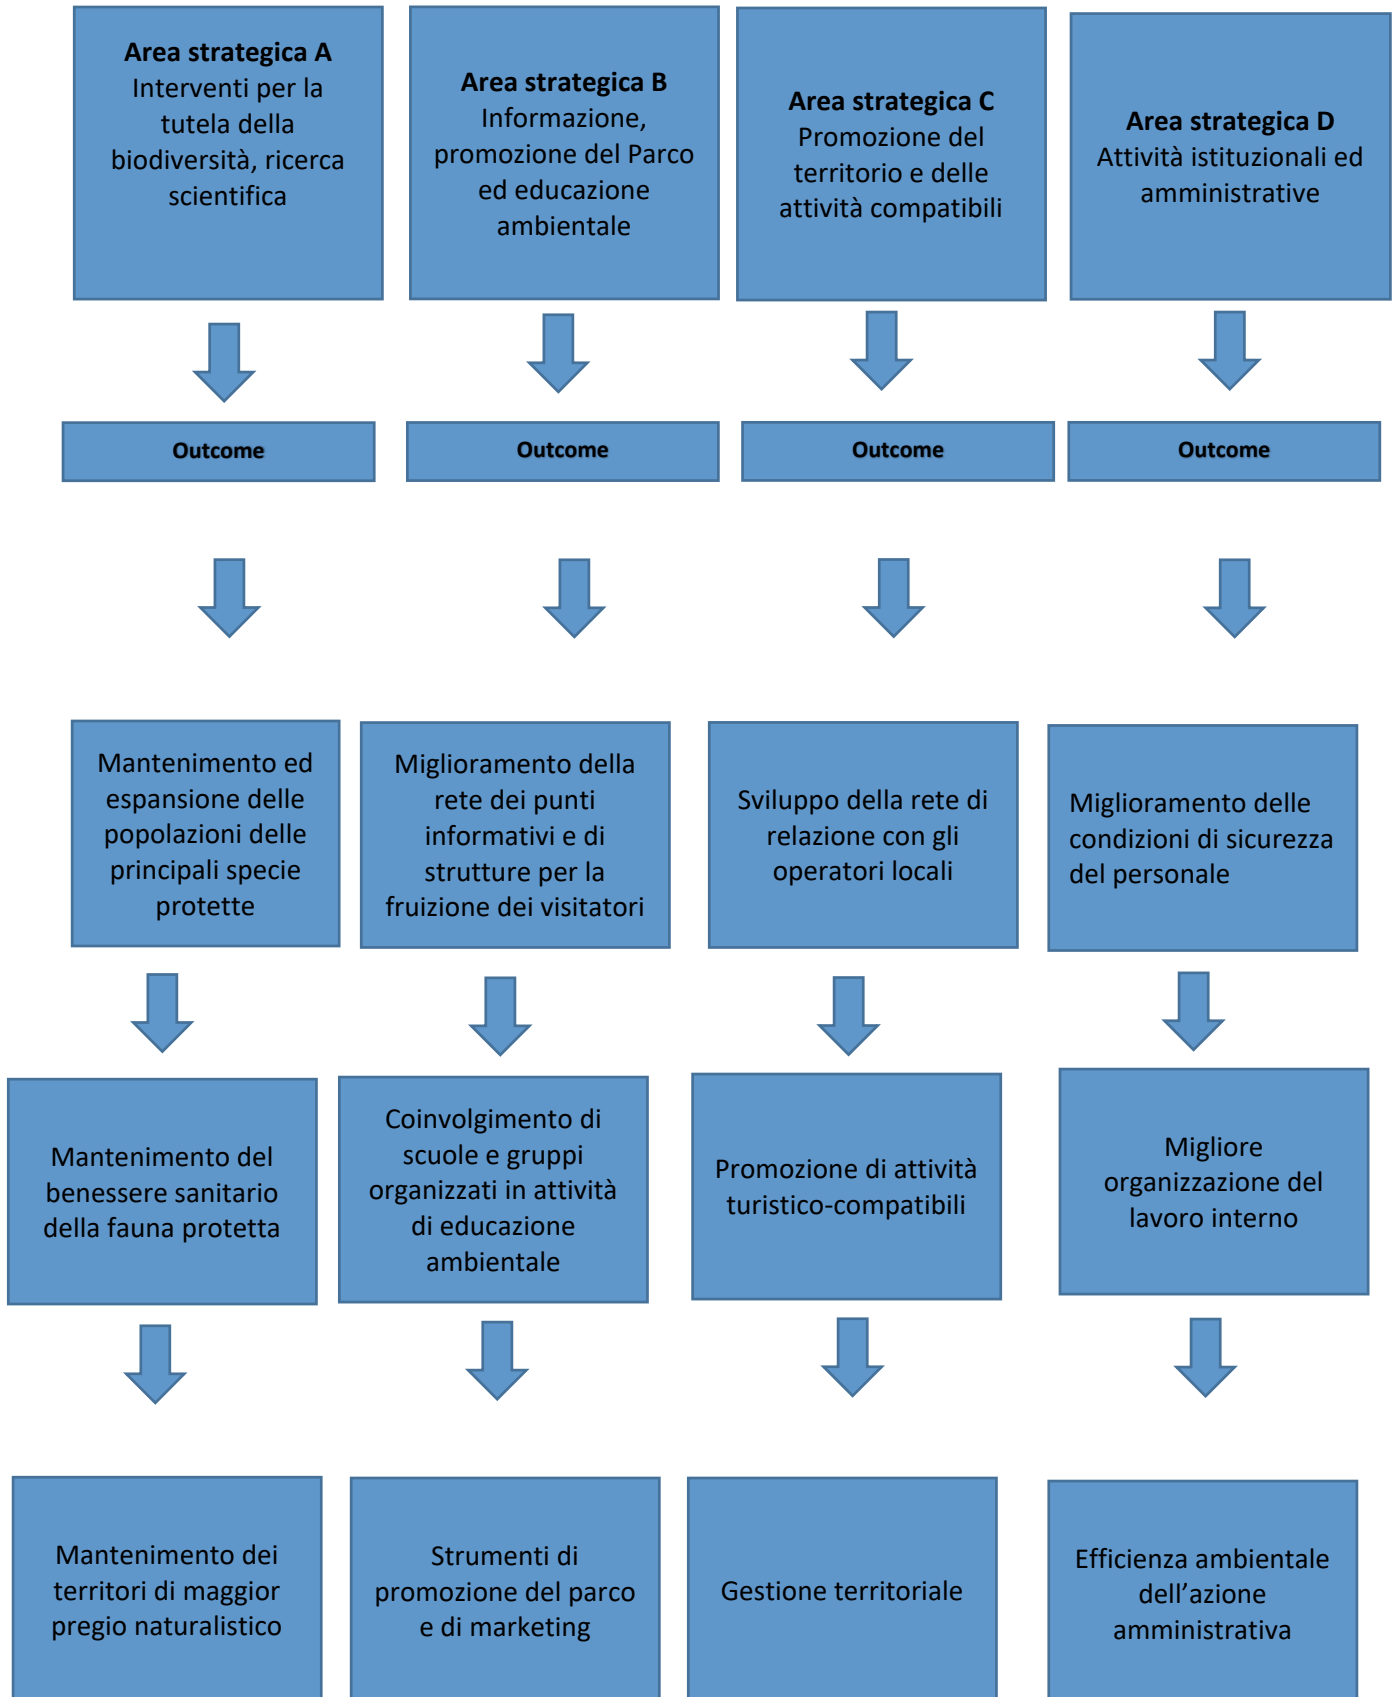 Area strategica A
Interventi per la
tutela della
biodiversità, ricerca
scientifica
Area strategica B
Informazione,
promozione del Parco
ed educazione
ambientale
Area strategica C
Promozione del
territorio e delle
attività compatibili
Area strategica D
Attività istituzionali ed
amministrative
Outcome
Outcome
Outcome
Outcome
Mantenimento ed
espansione delle
popolazioni delle
principali specie
protette
Miglioramento della
rete dei punti
informativi e di
strutture per la
fruizione dei visitatori
Sviluppo della rete di
relazione con gli
operatori locali
Miglioramento delle
condizioni di sicurezza
del personale
Mantenimento del
benessere sanitario
della fauna protetta
Coinvolgimento di
scuole e gruppi
organizzati in attività
di educazione
ambientale
Promozione di attività
turistico-compatibili
Migliore
organizzazione del
lavoro interno
Mantenimento dei
territori di maggior
pregio naturalistico
Strumenti di
promozione del parco
e di marketing
Gestione territoriale
Efficienza ambientale
dell’azione
amministrativa